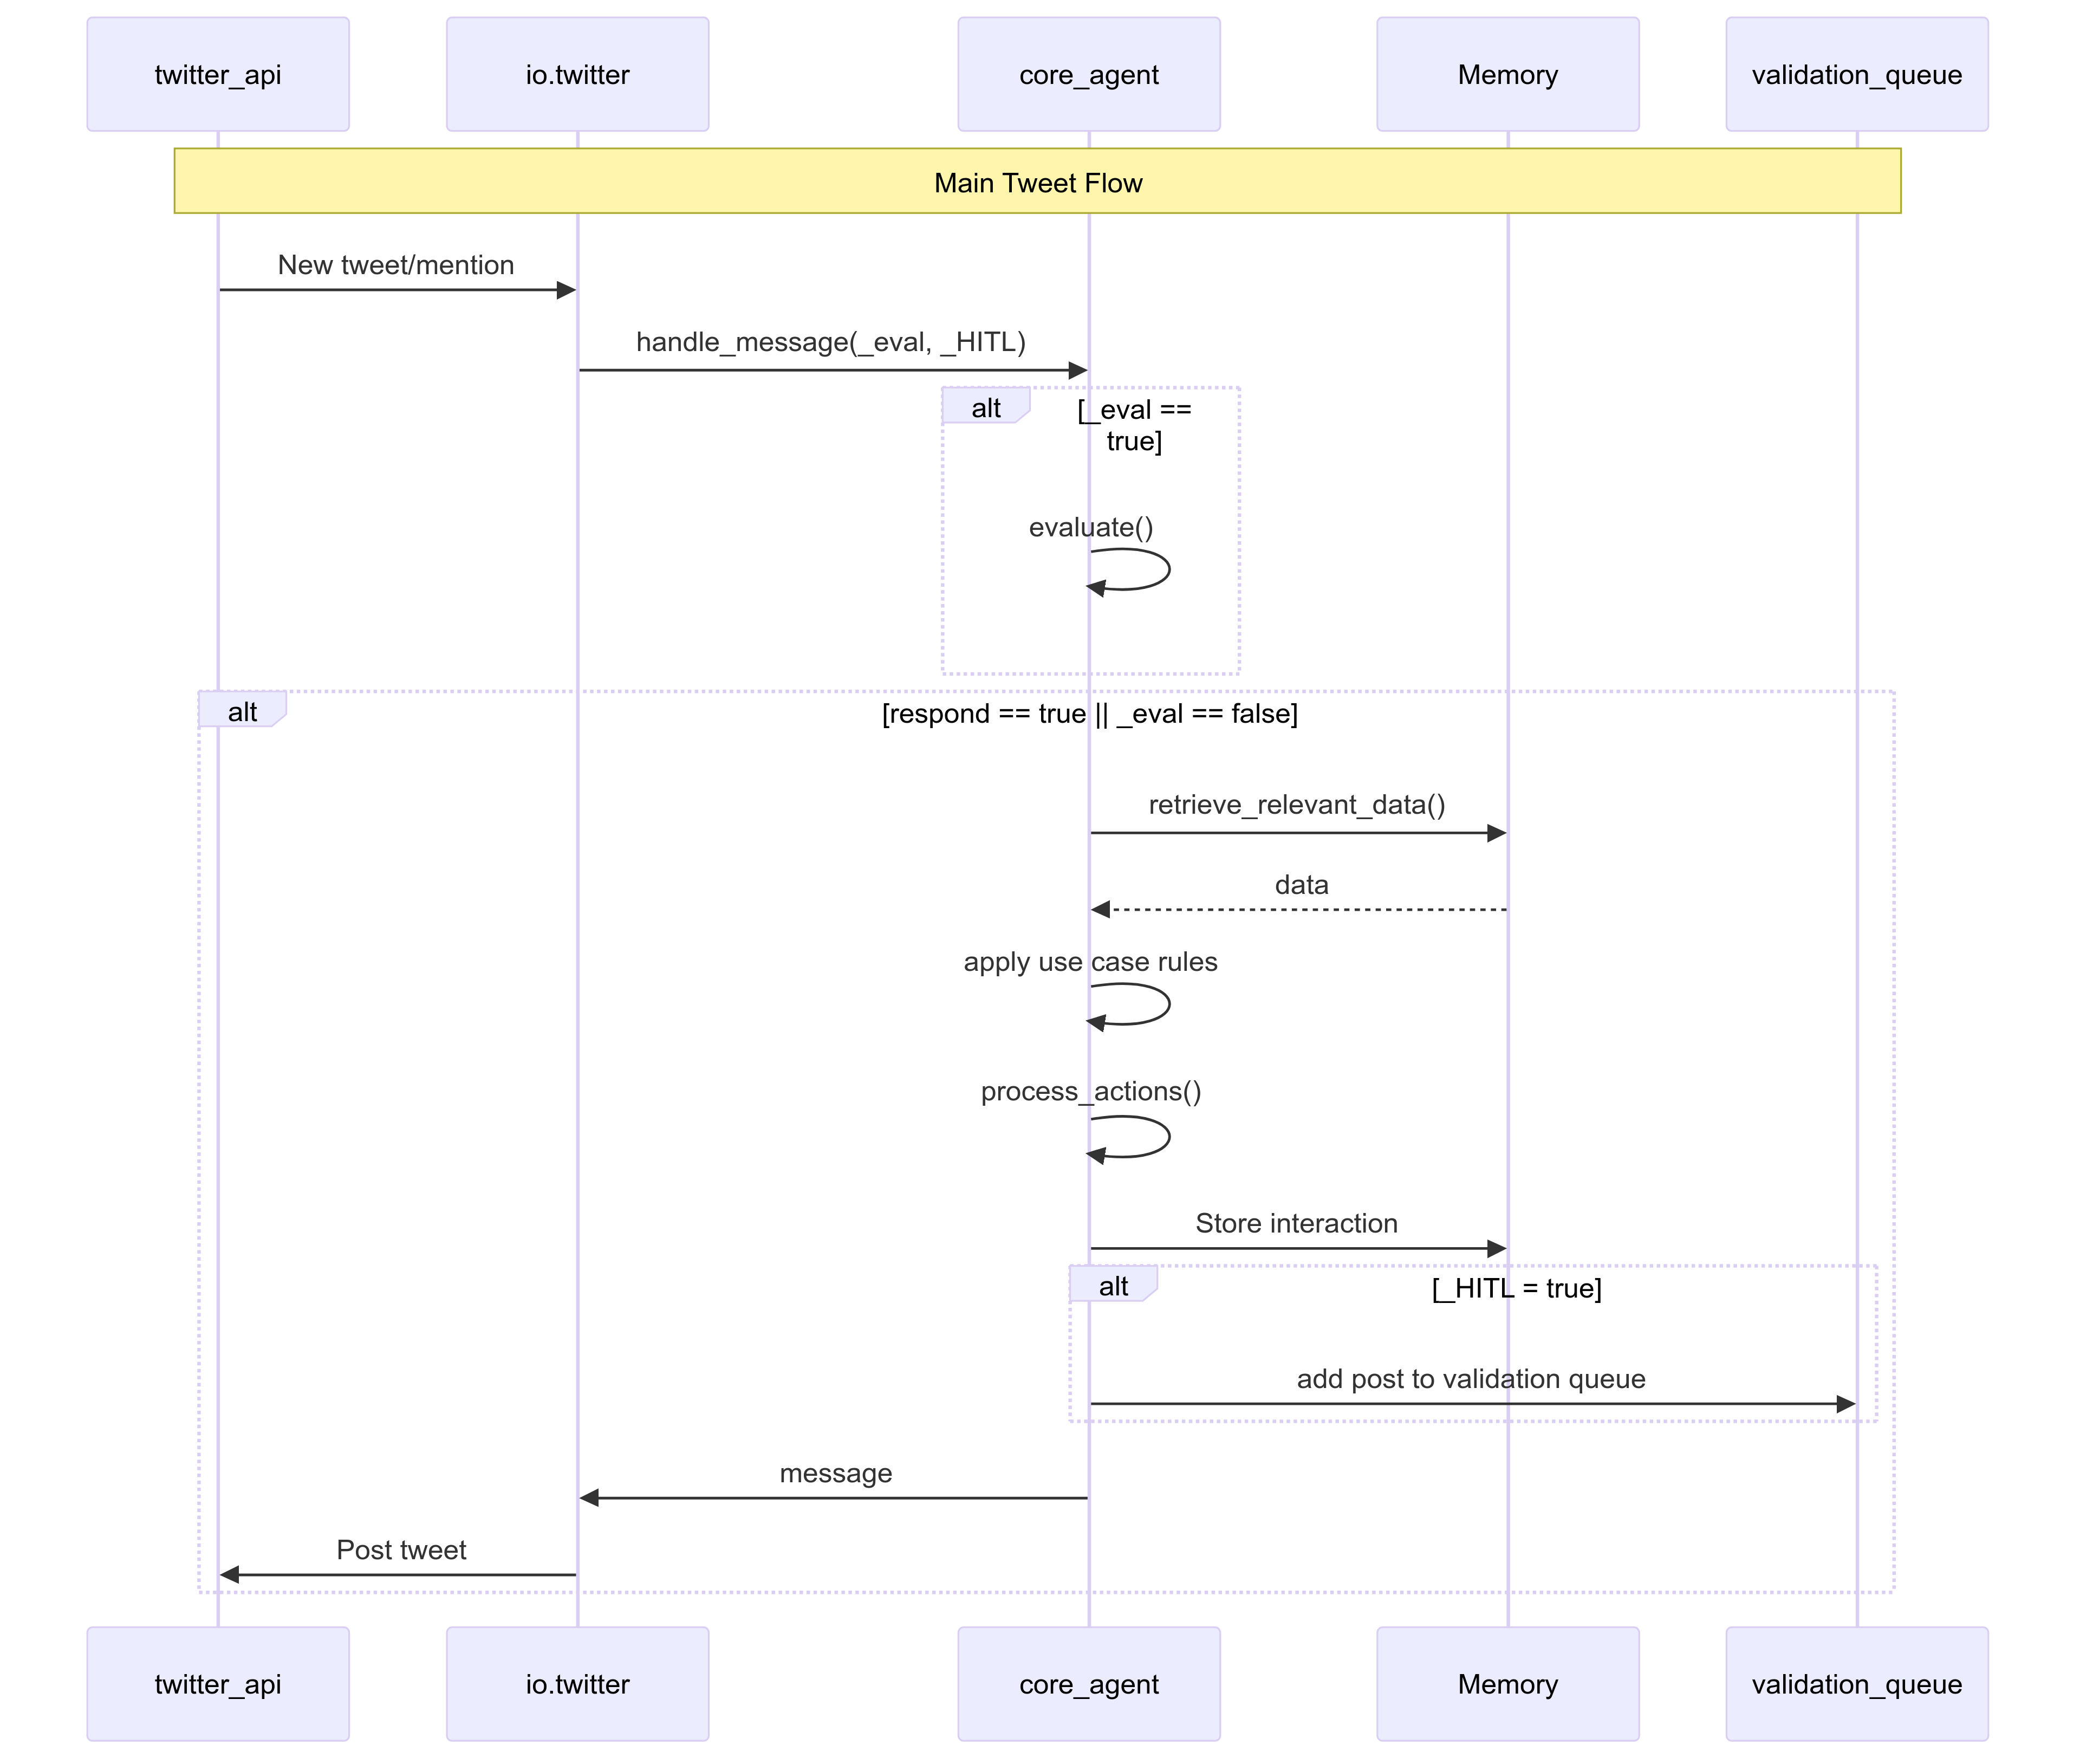 twitter_api
io.twitter
core_agent
Memory
validation_queue
Main Tweet Flow
New tweet/mention
handle_message(_eval, _HITL)
alt
[_eval ==
true]
evaluate()
alt
[respond == true || _eval == false]
retrieve_relevant_data()
data
apply use case rules
process_actions()
Store interaction
alt
[_HITL = true]
add post to validation queue
message
Post tweet
twitter_api
io.twitter
core_agent
Memory
validation_queue